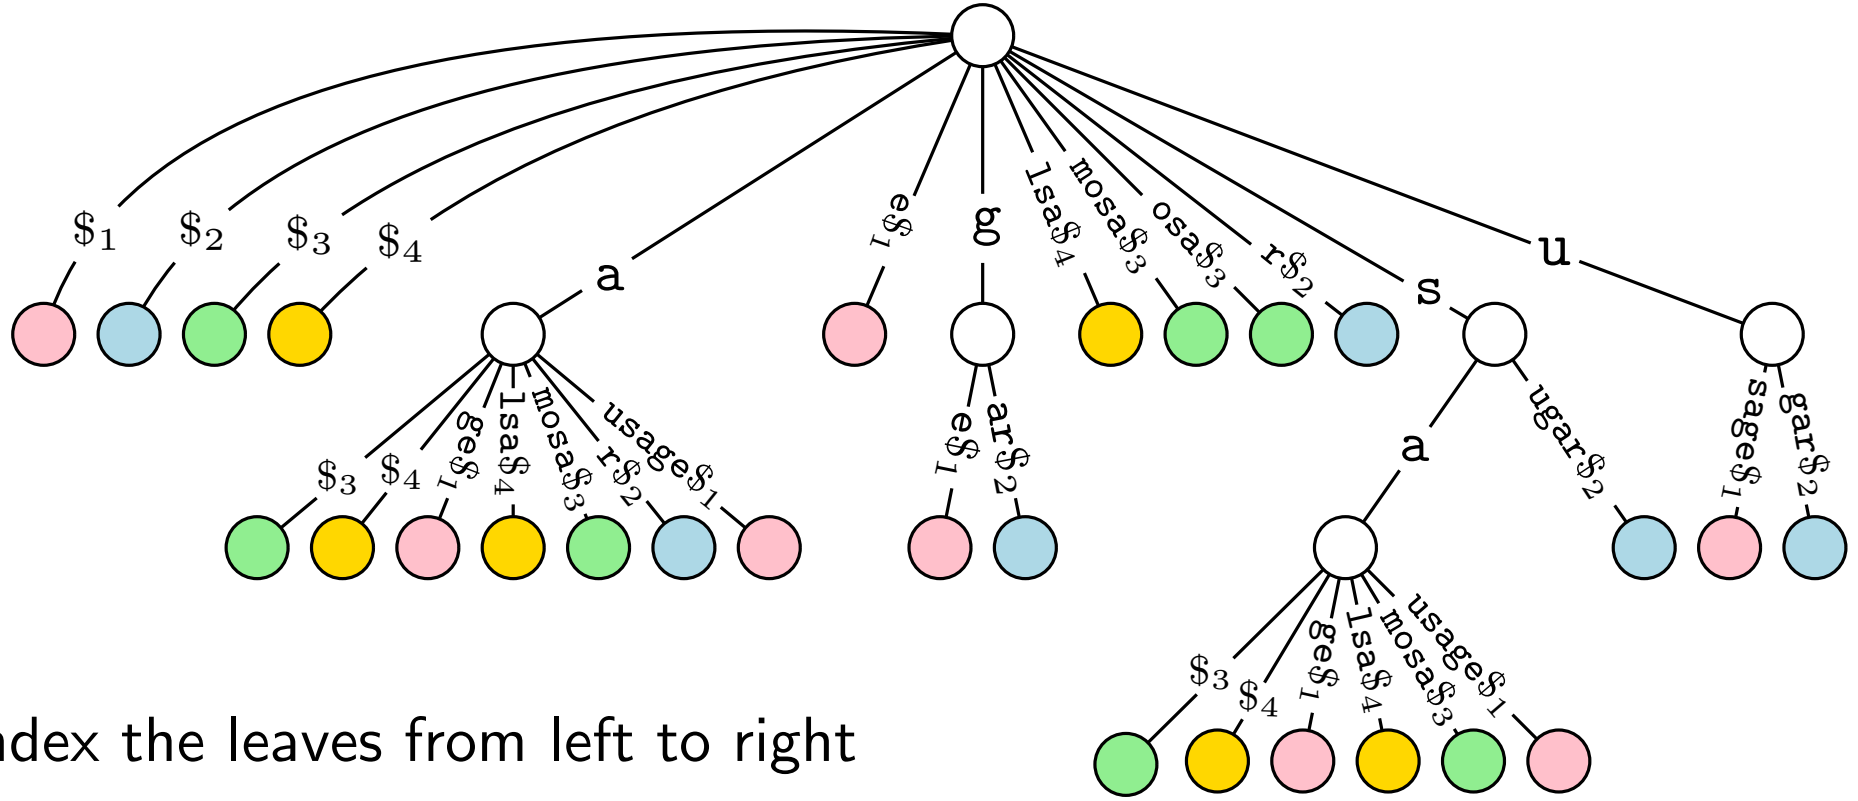 $1
$2
$3
$4
a
e$1
g
lsa$4
mosa$3
osa$3
r$2
s
u
$3
$4
ge$1
lsa$4
mosa$3
r$2
usage$1
e$1
ar$2
a
ugar$2
sage$1
gar$2
$3
$4
ge$1
lsa$4
mosa$3
usage$1
ndex the leaves from left to right